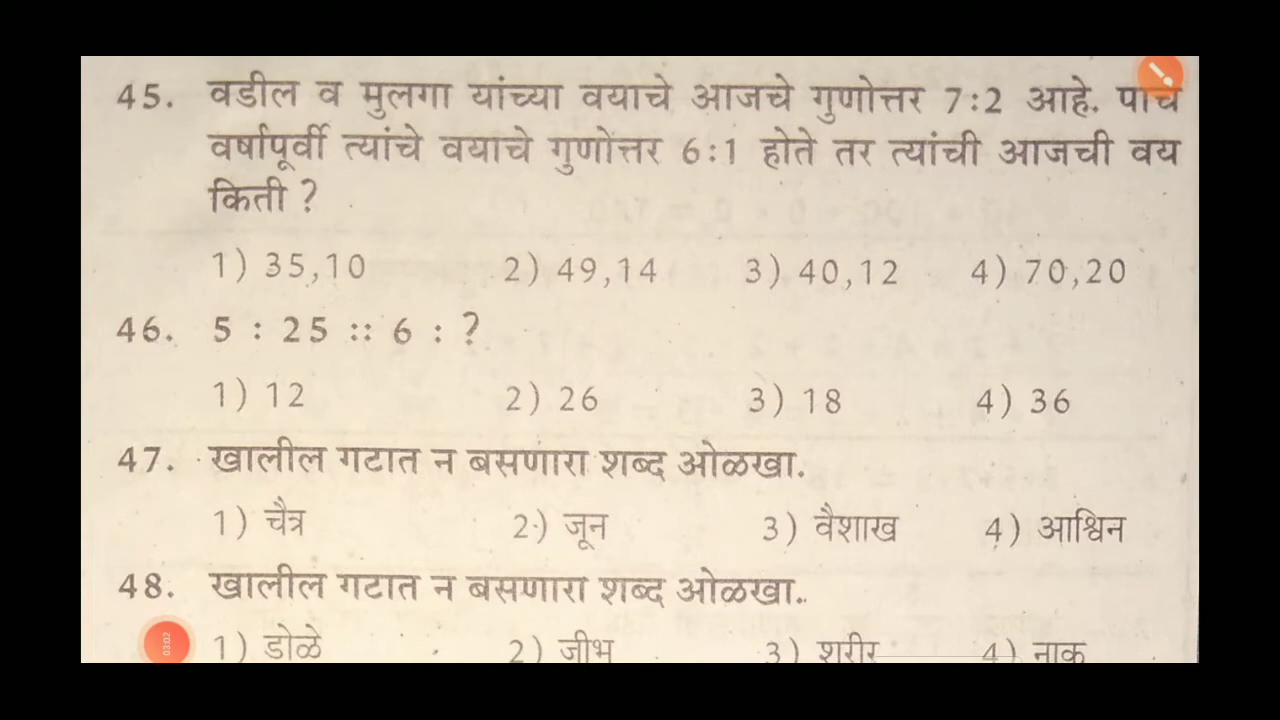 45. वडील व मुलगा यांच्या वयाचे आजचे गुणोत्तर 7:2 आहे. पाच
वर्षापूर्वी त्यांचे वयाचे गुणोत्तर 6:1 होते तर त्यांची आजची वय
किती ?
1) 35,10 2) 49,14 3) 40,12 4) 70,20
46. 5 : 25 :: 6 : ?
1) 12 2) 26 3) 18 4) 36
47. खालील गटात न बसणारा शब्द ओळखा.
1) चैत्र 2) जून 3) वैशाख 4) आश्विन
48. खालील गटात न बसणारा शब्द ओळखा.
1) डोळे 2) जीभ 3) शरीर 4) नाक
03:02